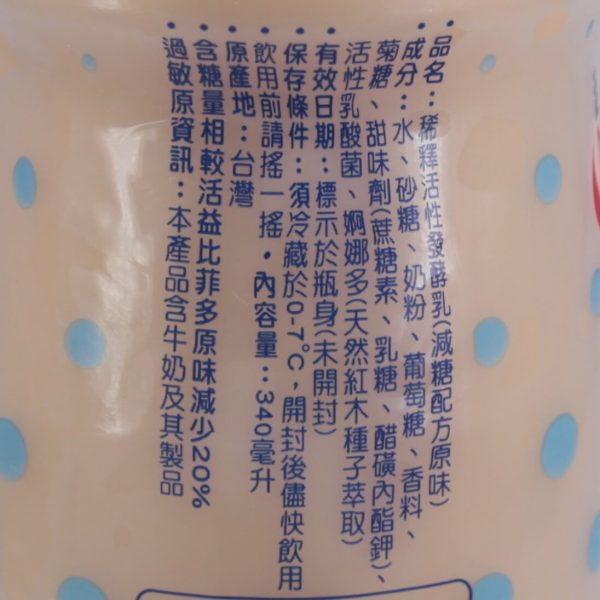 品名：稀釋活性發酵乳(減糖配方原味)
成分：水、砂糖、奶粉、葡萄糖、香料、
菊糖、甜味劑(蔗糖素、乳糖、醋磺內酯鉀)、
活性乳酸菌、婀娜多(天然紅木種子萃取)
有效日期：標示於瓶身(未開封)
保存條件：須冷藏於0-7℃，開封後儘快飲用
飲用前請搖一搖。內容量：340毫升
原產地：台灣
含糖量相較活益比菲多原味減少20%
過敏原資訊：本產品含牛奶及其製品